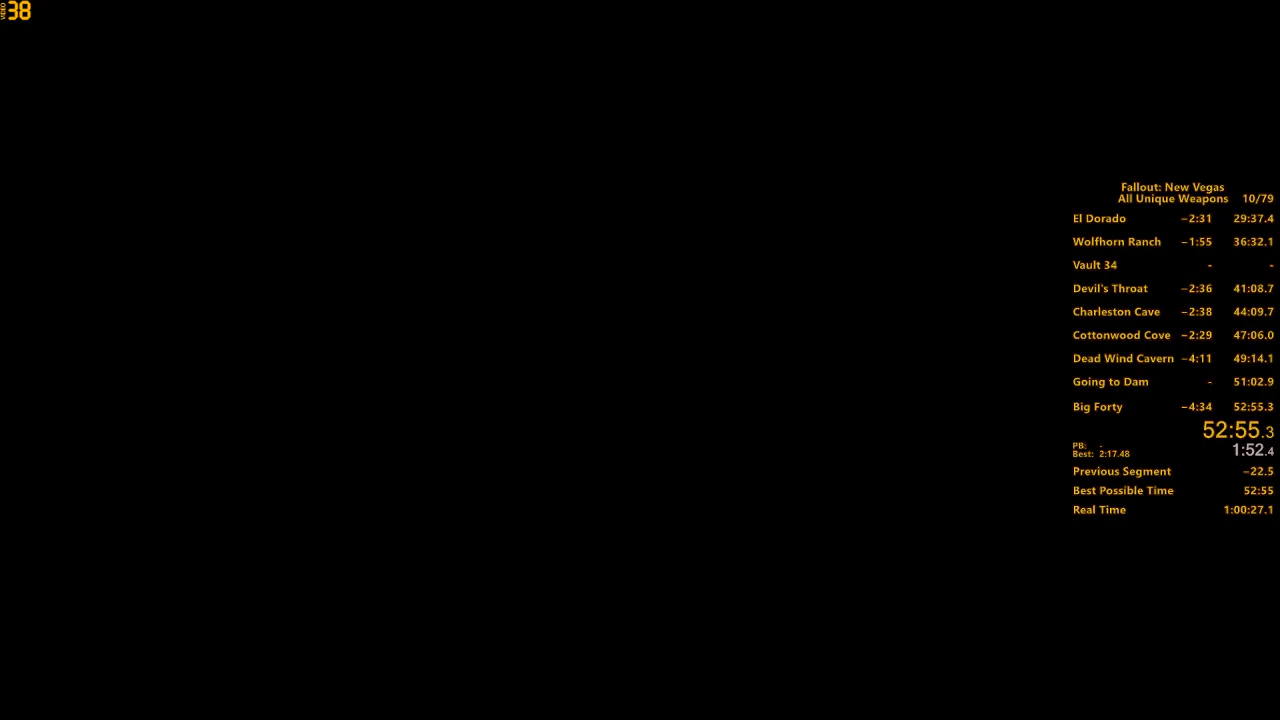 VIDEO 38
Fallout: New Vegas
All Unique Weapons 10/79
El Dorado −2:31 29:37.4
Wolfhorn Ranch −1:55 36:32.1
Vault 34 - -
Devil's Throat −2:36 41:08.7
Charleston Cave −2:38 44:09.7
Cottonwood Cove −2:29 47:06.0
Dead Wind Cavern −4:11 49:14.1
Going to Dam - 51:02.9
Big Forty −4:34 52:55.3
52:55.3
PB: -
Best: 2:17.48
1:52.4
Previous Segment −22.5
Best Possible Time 52:55
Real Time 1:00:27.1